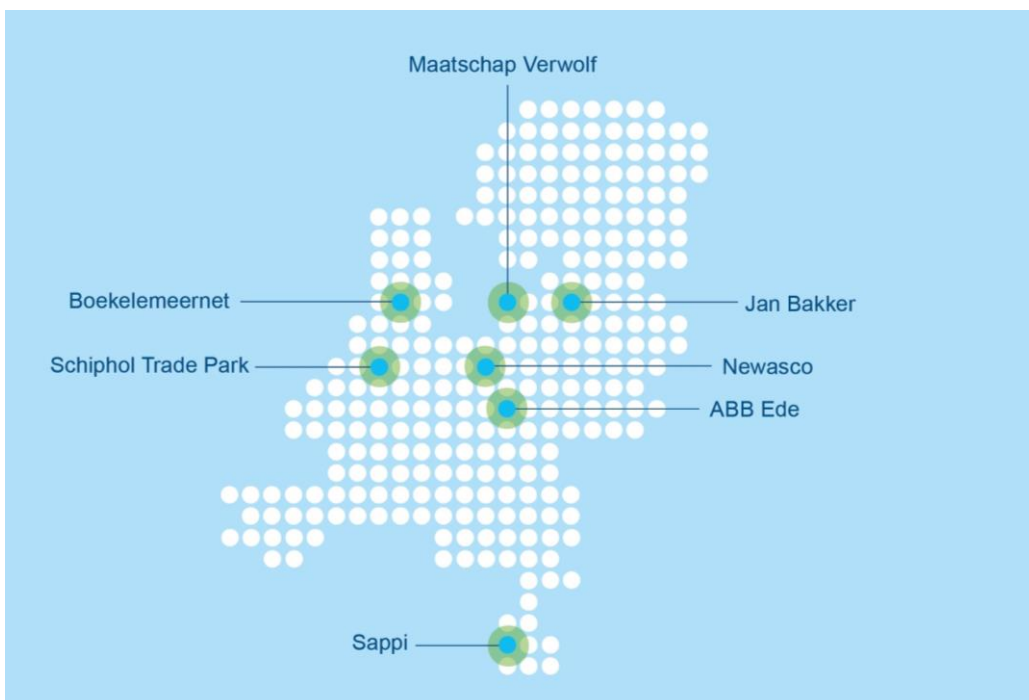 Maatschap Verwolf
Boekelemeernet
Jan Bakker
Schiphol Trade Park
Newasco
ABB Ede
Sappi